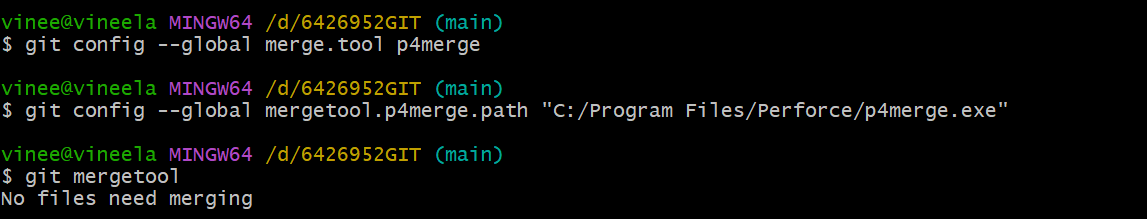 vinee@vineela MINGW64 /d/6426952GIT (main)
$ git config --global merge.tool p4merge
vinee@vineela MINGW64 /d/6426952GIT (main)
$ git config --global mergetool.p4merge.path "C:/Program Files/Perforce/p4merge.exe"
vinee@vineela MINGW64 /d/6426952GIT (main)
$ git mergetool
No files need merging